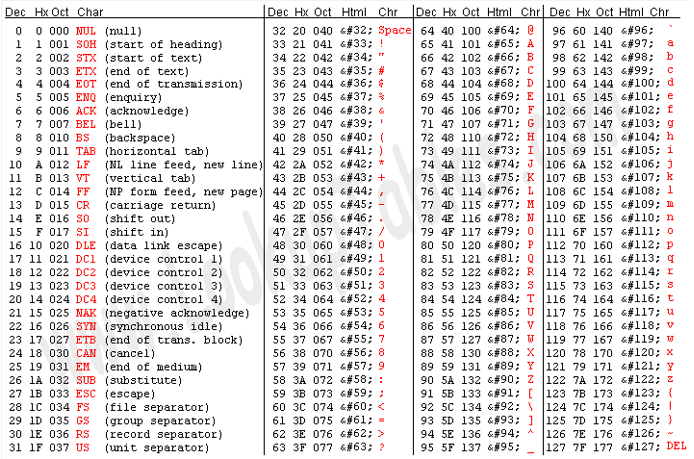 Dec Hx Oct Char Dec Hx Oct Html Chr Dec Hx Oct Html Chr Dec Hx Oct Html Chr
0 0 000 NUL (null) 32 20 040 &#32; Space 64 40 100 &#64; @ 96 60 140 &#96; `
1 1 001 SOH (start of heading) 33 21 041 &#33; ! 65 41 101 &#65; A 97 61 141 &#97; a
2 2 002 STX (start of text) 34 22 042 &#34; " 66 42 102 &#66; B 98 62 142 &#98; b
3 3 003 ETX (end of text) 35 23 043 &#35; # 67 43 103 &#67; C 99 63 143 &#99; c
4 4 004 EOT (end of transmission) 36 24 044 &#36; $ 68 44 104 &#68; D 100 64 144 &#100; d
5 5 005 ENQ (enquiry) 37 25 045 &#37; % 69 45 105 &#69; E 101 65 145 &#101; e
6 6 006 ACK (acknowledge) 38 26 046 &#38; & 70 46 106 &#70; F 102 66 146 &#102; f
7 7 007 BEL (bell) 39 27 047 &#39; ' 71 47 107 &#71; G 103 67 147 &#103; g
8 8 010 BS (backspace) 40 28 050 &#40; ( 72 48 110 &#72; H 104 68 150 &#104; h
9 9 011 TAB (horizontal tab) 41 29 051 &#41; ) 73 49 111 &#73; I 105 69 151 &#105; i
10 A 012 LF (NL line feed, new line) 42 2A 052 &#42; * 74 4A 112 &#74; J 106 6A 152 &#106; j
11 B 013 VT (vertical tab) 43 2B 053 &#43; + 75 4B 113 &#75; K 107 6B 153 &#107; k
12 C 014 FF (NP form feed, new page) 44 2C 054 &#44; , 76 4C 114 &#76; L 108 6C 154 &#108; l
13 D 015 CR (carriage return) 45 2D 055 &#45; - 77 4D 115 &#77; M 109 6D 155 &#109; m
14 E 016 SO (shift out) 46 2E 056 &#46; . 78 4E 116 &#78; N 110 6E 156 &#110; n
15 F 017 SI (shift in) 47 2F 057 &#47; / 79 4F 117 &#79; O 111 6F 157 &#111; o
16 10 020 DLE (data link escape) 48 30 060 &#48; 0 80 50 120 &#80; P 112 70 160 &#112; p
17 11 021 DC1 (device control 1) 49 31 061 &#49; 1 81 51 121 &#81; Q 113 71 161 &#113; q
18 12 022 DC2 (device control 2) 50 32 062 &#50; 2 82 52 122 &#82; R 114 72 162 &#114; r
19 13 023 DC3 (device control 3) 51 33 063 &#51; 3 83 53 123 &#83; S 115 73 163 &#115; s
20 14 024 DC4 (device control 4) 52 34 064 &#52; 4 84 54 124 &#84; T 116 74 164 &#116; t
21 15 025 NAK (negative acknowledge) 53 35 065 &#53; 5 85 55 125 &#85; U 117 75 165 &#117; u
22 16 026 SYN (synchronous idle) 54 36 066 &#54; 6 86 56 126 &#86; V 118 76 166 &#118; v
23 17 027 ETB (end of trans. block) 55 37 067 &#55; 7 87 57 127 &#87; W 119 77 167 &#119; w
24 18 030 CAN (cancel) 56 38 070 &#56; 8 88 58 130 &#88; X 120 78 170 &#120; x
25 19 031 EM (end of medium) 57 39 071 &#57; 9 89 59 131 &#89; Y 121 79 171 &#121; y
26 1A 032 SUB (substitute) 58 3A 072 &#58; : 90 5A 132 &#90; Z 122 7A 172 &#122; z
27 1B 033 ESC (escape) 59 3B 073 &#59; ; 91 5B 133 &#91; [ 123 7B 173 &#123; {
28 1C 034 FS (file separator) 60 3C 074 &#60; < 92 5C 134 &#92; \ 124 7C 174 &#124; |
29 1D 035 GS (group separator) 61 3D 075 &#61; = 93 5D 135 &#93; ] 125 7D 175 &#125; }
30 1E 036 RS (record separator) 62 3E 076 &#62; > 94 5E 136 &#94; ^ 126 7E 176 &#126; ~
31 1F 037 US (unit separator) 63 3F 077 &#63; ? 95 5F 137 &#95; _ 127 7F 177 &#127; DEL